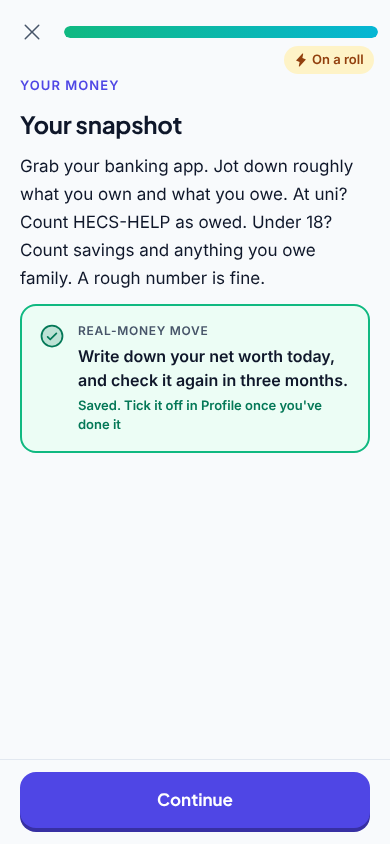 On a roll
YOUR MONEY
Your snapshot
Grab your banking app. Jot down roughly
what you own and what you owe. At uni?
Count HECS-HELP as owed. Under 18?
Count savings and anything you owe
family. A rough number is fine.
REAL-MONEY MOVE
Write down your net worth today,
and check it again in three months.
Saved. Tick it off in Profile once you've
done it
Continue